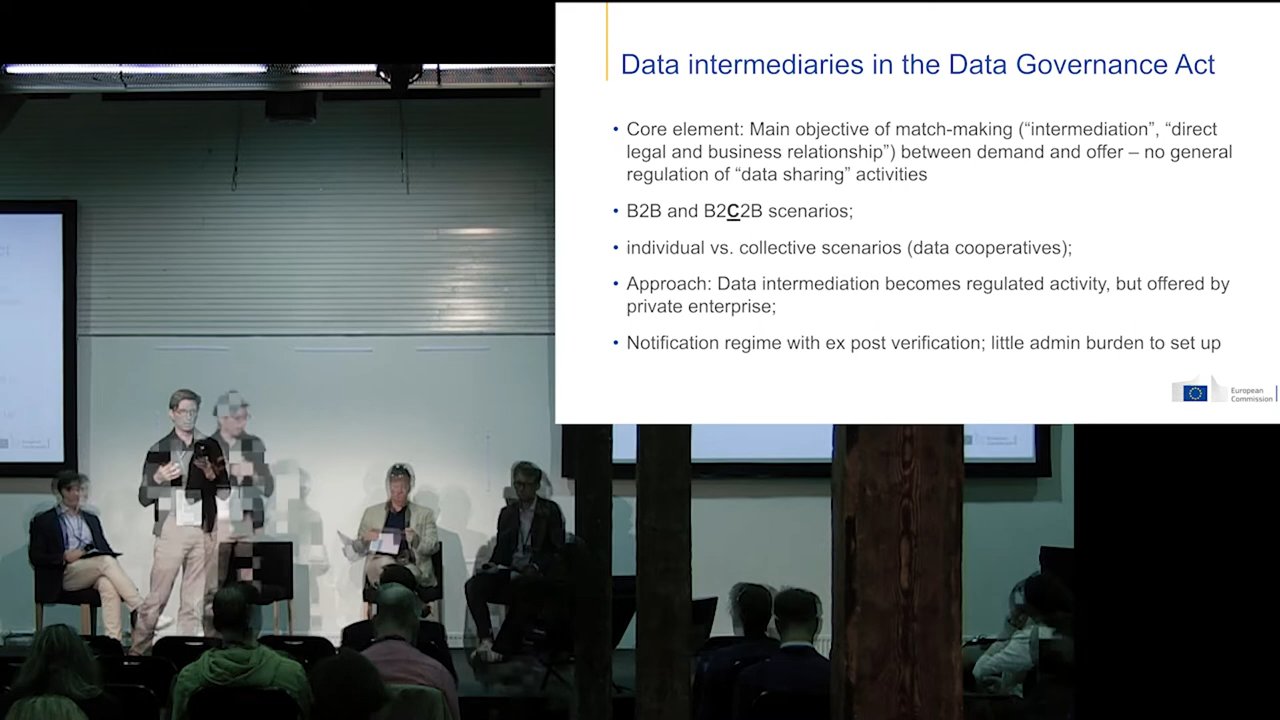 Data intermediaries in the Data Governance Act
• Core element: Main objective of match-making (“intermediation”, “direct
legal and business relationship”) between demand and offer – no general
regulation of “data sharing” activities
• B2B and B2C2B scenarios;
• individual vs. collective scenarios (data cooperatives);
• Approach: Data intermediation becomes regulated activity, but offered by
private enterprise;
• Notification regime with ex post verification; little admin burden to set up
European
Commission